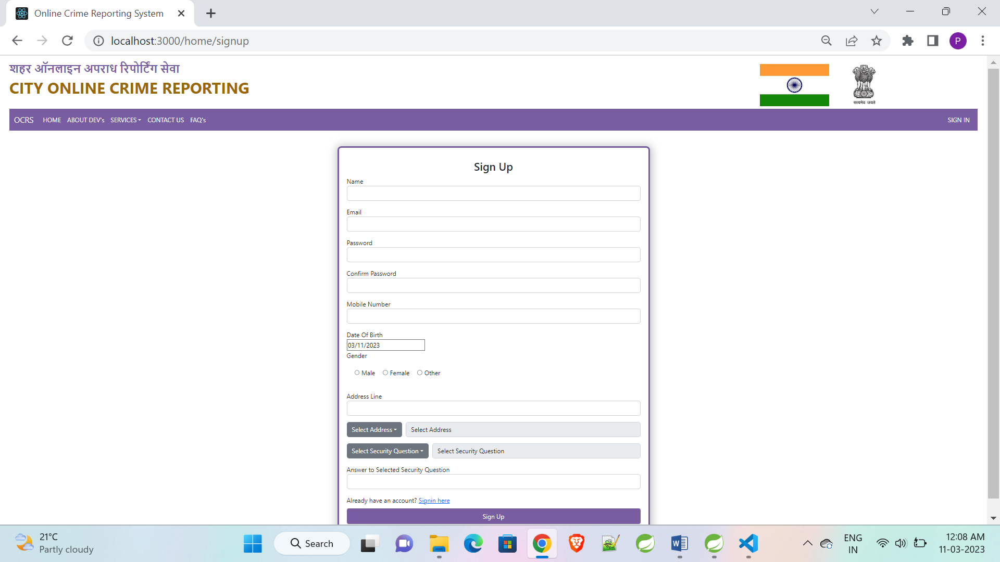 Online Crime Reporting System
localhost:3000/home/signup
P
शहर ऑनलाइन अपराध रिपोर्टिंग सेवा
CITY ONLINE CRIME REPORTING
सत्यमेव जयते
OCRS HOME ABOUT DEV's SERVICES CONTACT US FAQ's SIGN IN
Sign Up
Name
Email
Password
Confirm Password
Mobile Number
Date Of Birth
03/11/2023
Gender
Male Female Other
Address Line
Select Address Select Address
Select Security Question Select Security Question
Answer to Selected Security Question
Already have an account? Signin here
Sign Up
21°C
Partly cloudy
Search
W
ENG
IN
12:08 AM
11-03-2023